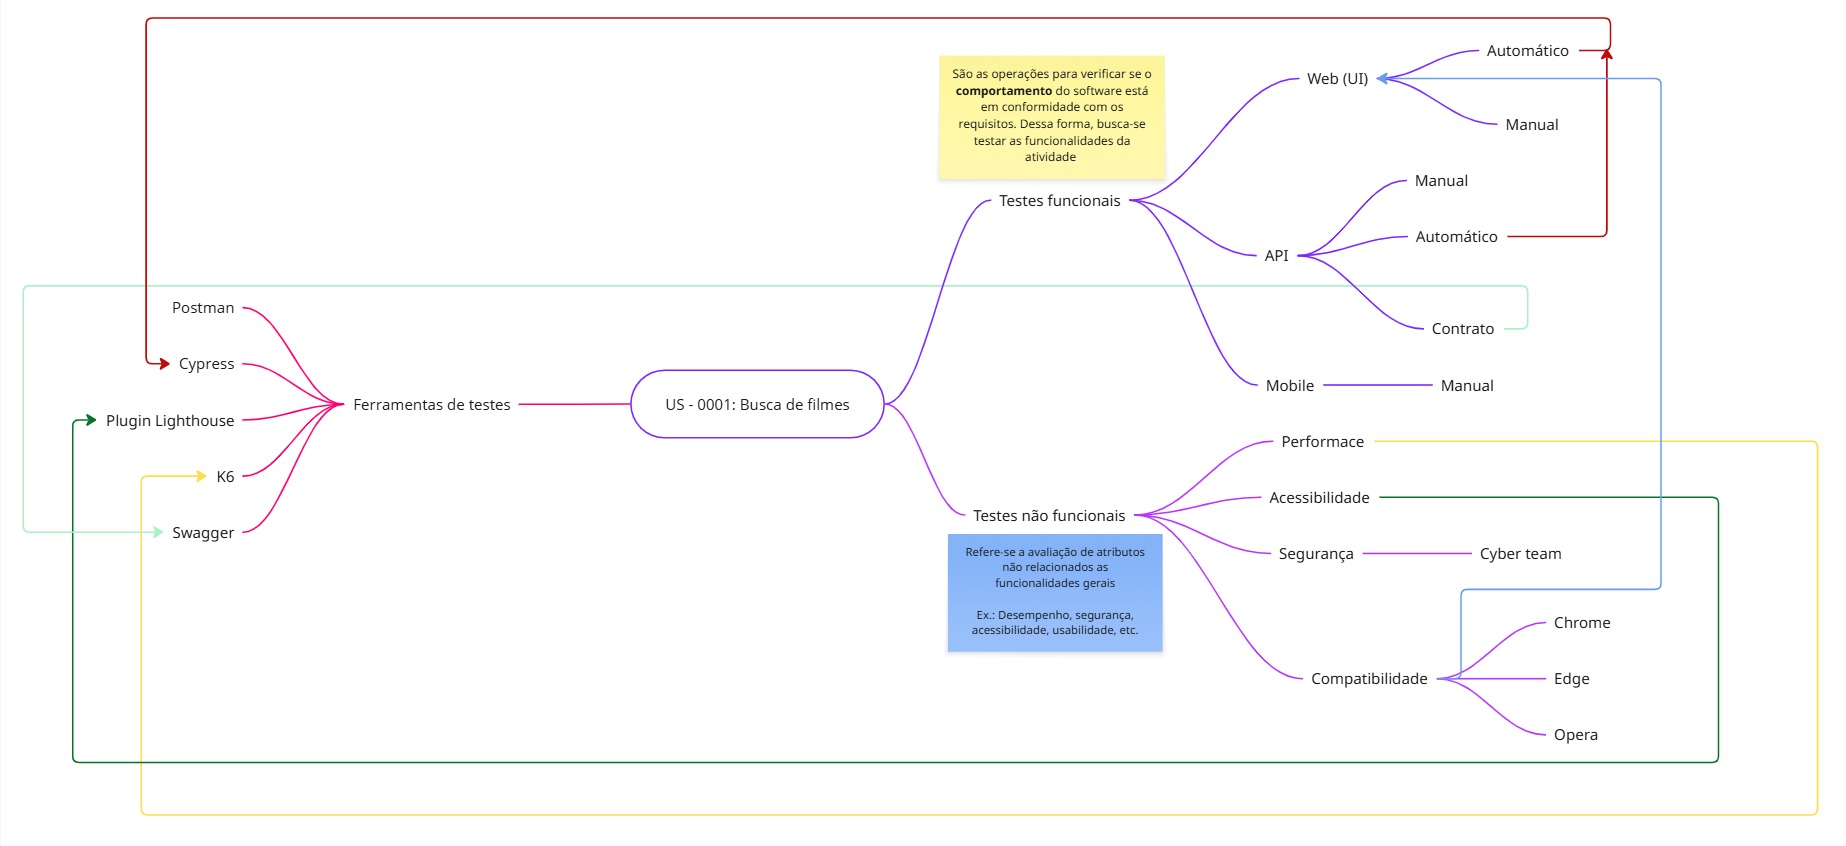 Automático
São as operações para verificar se o
comportamento do software está
em conformidade com os
requisitos. Dessa forma, busca-se
testar as funcionalidades da
atividade
Web (UI)
Manual
Manual
Testes funcionais
Automático
API
Postman
Contrato
Cypress
Mobile
Manual
Ferramentas de testes
US - 0001: Busca de filmes
Plugin Lighthouse
Performace
K6
Acessibilidade
Testes não funcionais
Swagger
Refere-se a avaliação de atributos
não relacionados as
funcionalidades gerais
Ex.: Desempenho, segurança,
acessibilidade, usabilidade, etc.
Segurança
Cyber team
Chrome
Compatibilidade
Edge
Opera